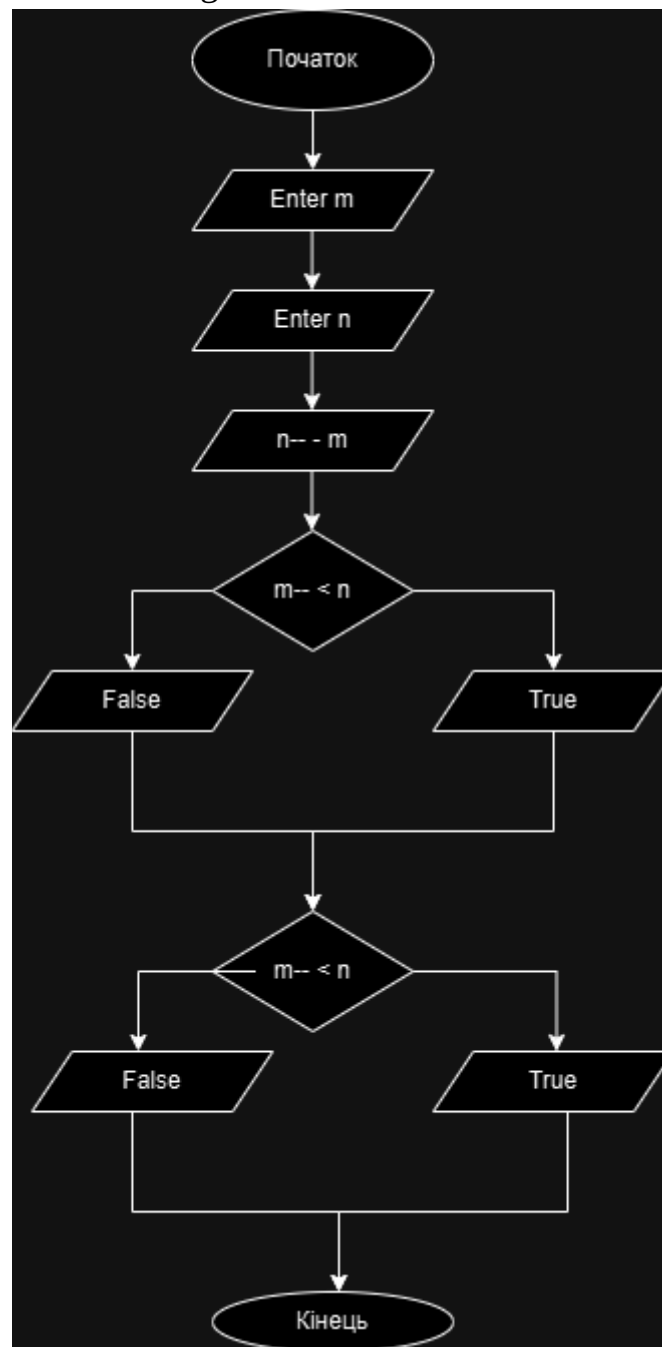 Початок
Enter m
Enter n
n-- - m
m-- < n
False
True
m-- < n
False
True
Кінець